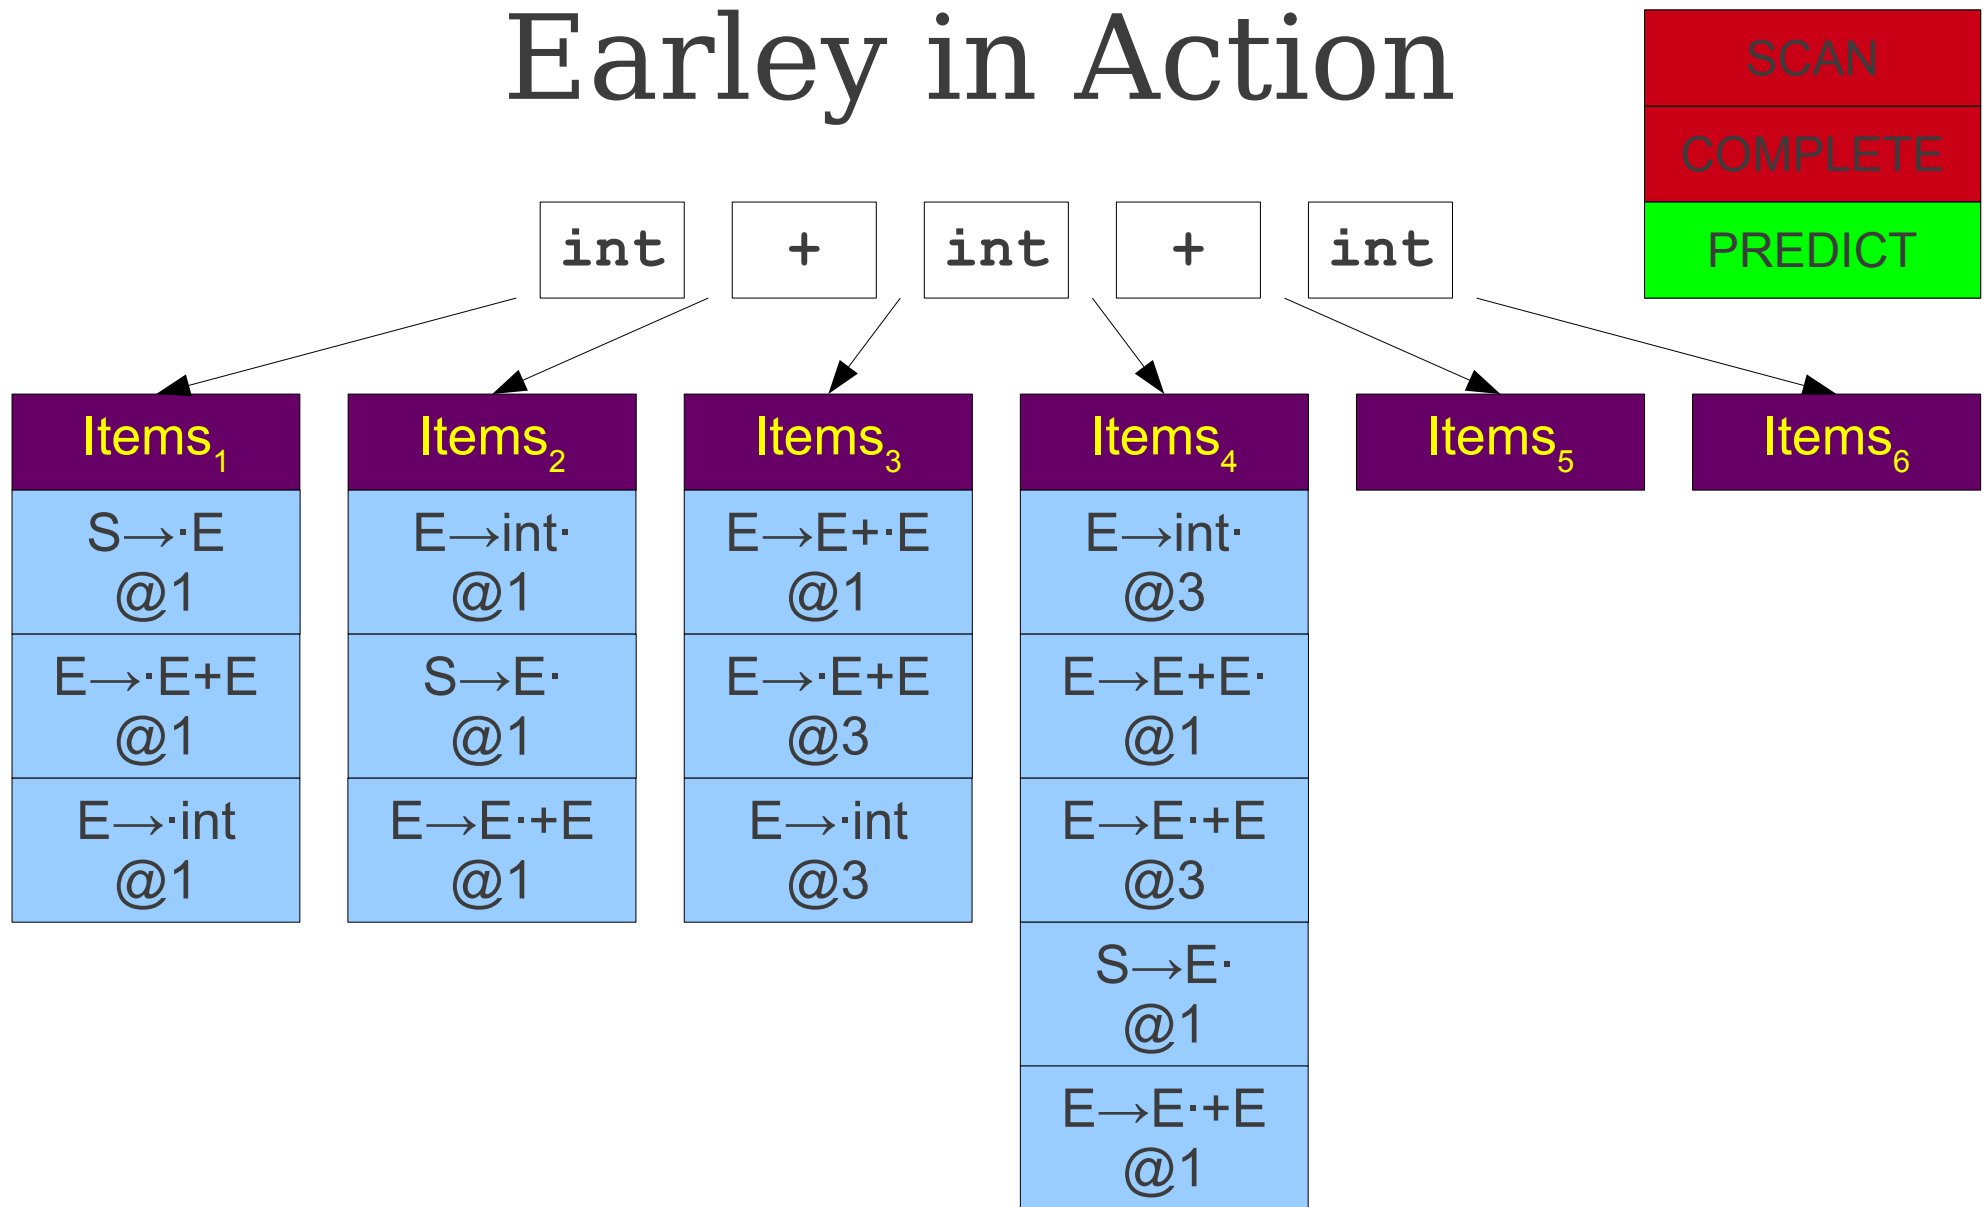 Earley in Action
SCAN
COMPLETE
PREDICT
int + int + int
Items₁
S→·E
@1
E→·E+E
@1
E→·int
@1
Items₂
E→int·
@1
S→E·
@1
E→E·+E
@1
Items₃
E→E+·E
@1
E→·E+E
@3
E→·int
@3
Items₄
E→int·
@3
E→E+E·
@1
E→E·+E
@3
S→E·
@1
E→E·+E
@1
Items₅
Items₆